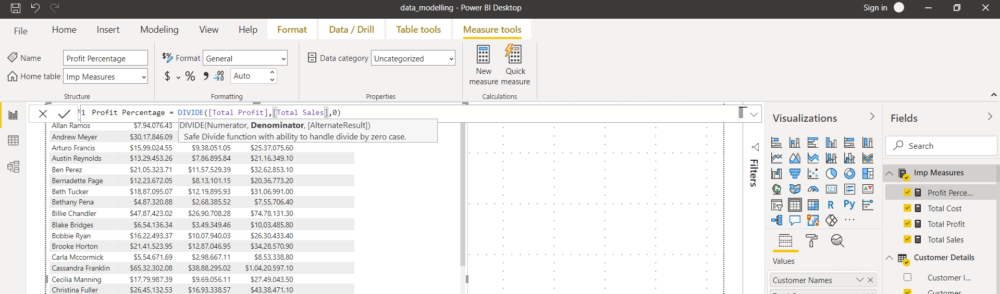 data_modelling - Power BI Desktop
Sign in
File Home Insert Modeling View Help Format Data / Drill Table tools Measure tools
Name Profit Percentage
Home table Imp Measures
Structure
$% Format General
$ % , .00 Auto
Formatting
Data category Uncategorized
Properties
New measure
Quick measure
Calculations
1 Profit Percentage = DIVIDE([Total Profit],[Total Sales],0)
DIVIDE(Numerator, Denominator, [AlternateResult])
Safe Divide function with ability to handle divide by zero case.
Allan Ramos $7,94,076.43
Andrew Meyer $30,17,846.09
Arturo Francis $15,99,024.55 $9,38,051.05 $25,37,075.60
Austin Reynolds $13,29,453.26 $7,86,895.84 $21,16,349.10
Ben Perez $21,05,323.71 $11,57,529.39 $32,62,853.10
Bernadette Page $12,23,672.05 $8,13,101.15 $20,36,773.20
Beth Tucker $18,87,095.07 $12,19,895.93 $31,06,991.00
Bethany Pena $4,87,320.88 $2,68,385.52 $7,55,706.40
Billie Chandler $47,87,423.02 $26,90,708.28 $74,78,131.30
Blake Bridges $6,54,136.34 $3,49,349.46 $10,03,485.80
Bobbie Ryan $16,22,493.37 $10,07,940.03 $26,30,433.40
Brooke Horton $21,41,523.95 $12,87,046.95 $34,28,570.90
Carla Mccormick $5,54,671.69 $2,98,667.11 $8,53,338.80
Cassandra Franklin $65,32,302.08 $38,88,295.02 $1,04,20,597.10
Cecilia Manning $17,79,987.39 $9,69,056.11 $27,49,043.50
Christina Fuller $26,45,132.53 $16,93,338.57 $43,38,471.10
Filters
Visualizations
123
R Py ...
Values
Customer Names
Fields
Search
Imp Measures
Profit Perce...
Total Cost
Total Profit
Total Sales
Customer Details
Customer I...
Customer